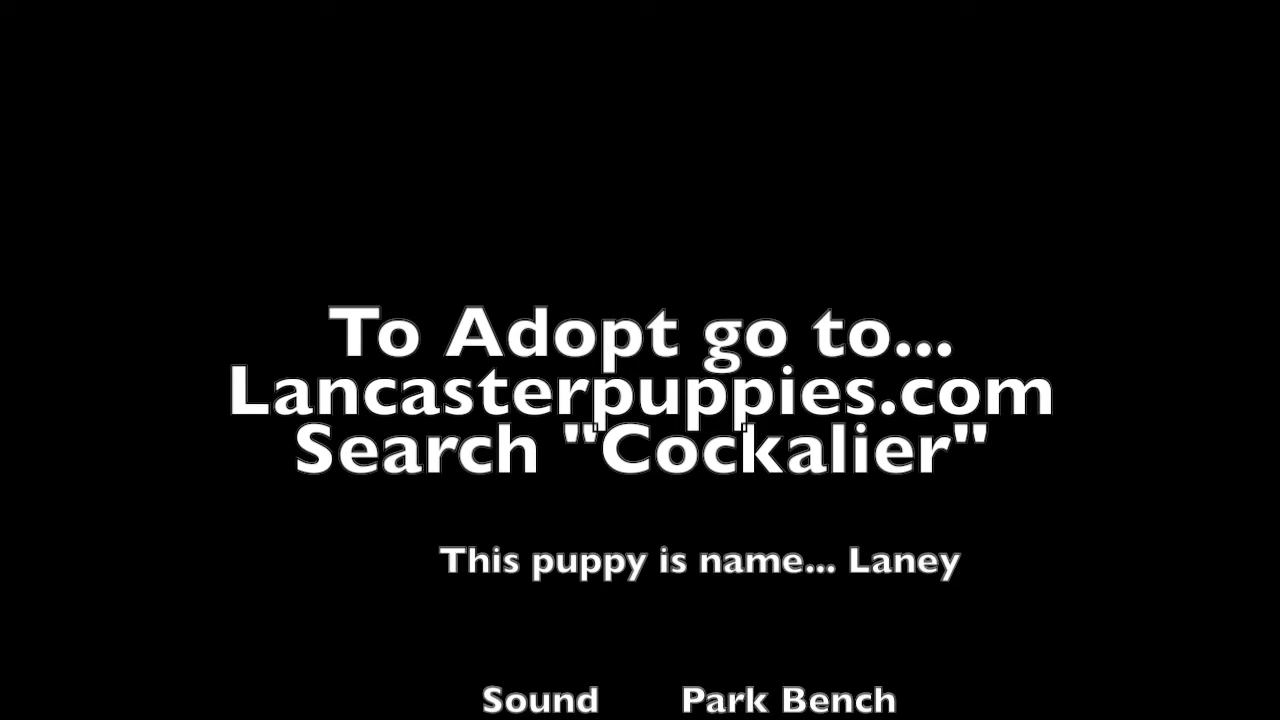 To Adopt go to...
Lancasterpuppies.com
Search "Cockalier"
This puppy is name... Laney
Sound Park Bench